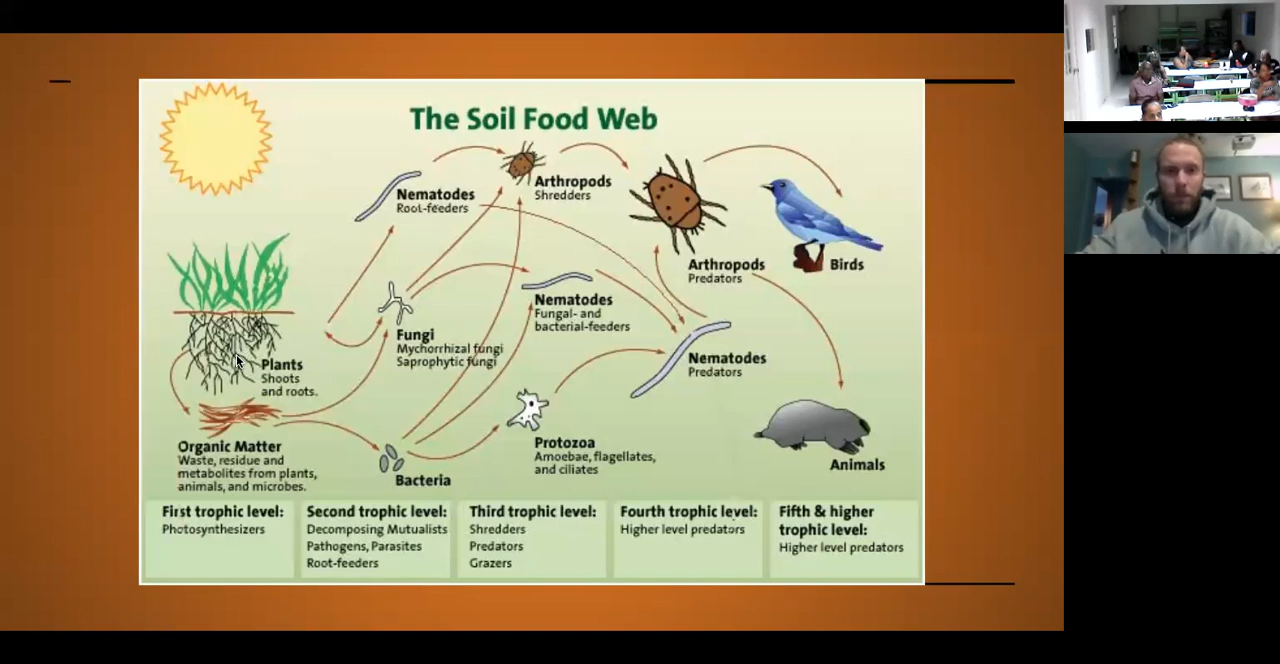 The Soil Food Web
Nematodes
Root-feeders
Arthropods
Shredders
Arthropods
Predators
Birds
Nematodes
Fungal- and
bacterial-feeders
Fungi
Mychorrhizal fungi
Saprophytic fungi
Plants
Shoots
and roots.
Nematodes
Predators
Organic Matter
Waste, residue and
metabolites from plants,
animals, and microbes.
Bacteria
Protozoa
Amoebae, flagellates,
and ciliates
Animals
First trophic level:
Photosynthesizers
Second trophic level:
Decomposing Mutualists
Pathogens, Parasites
Root-feeders
Third trophic level:
Shredders
Predators
Grazers
Fourth trophic level:
Higher level predators
Fifth & higher
trophic level:
Higher level predators